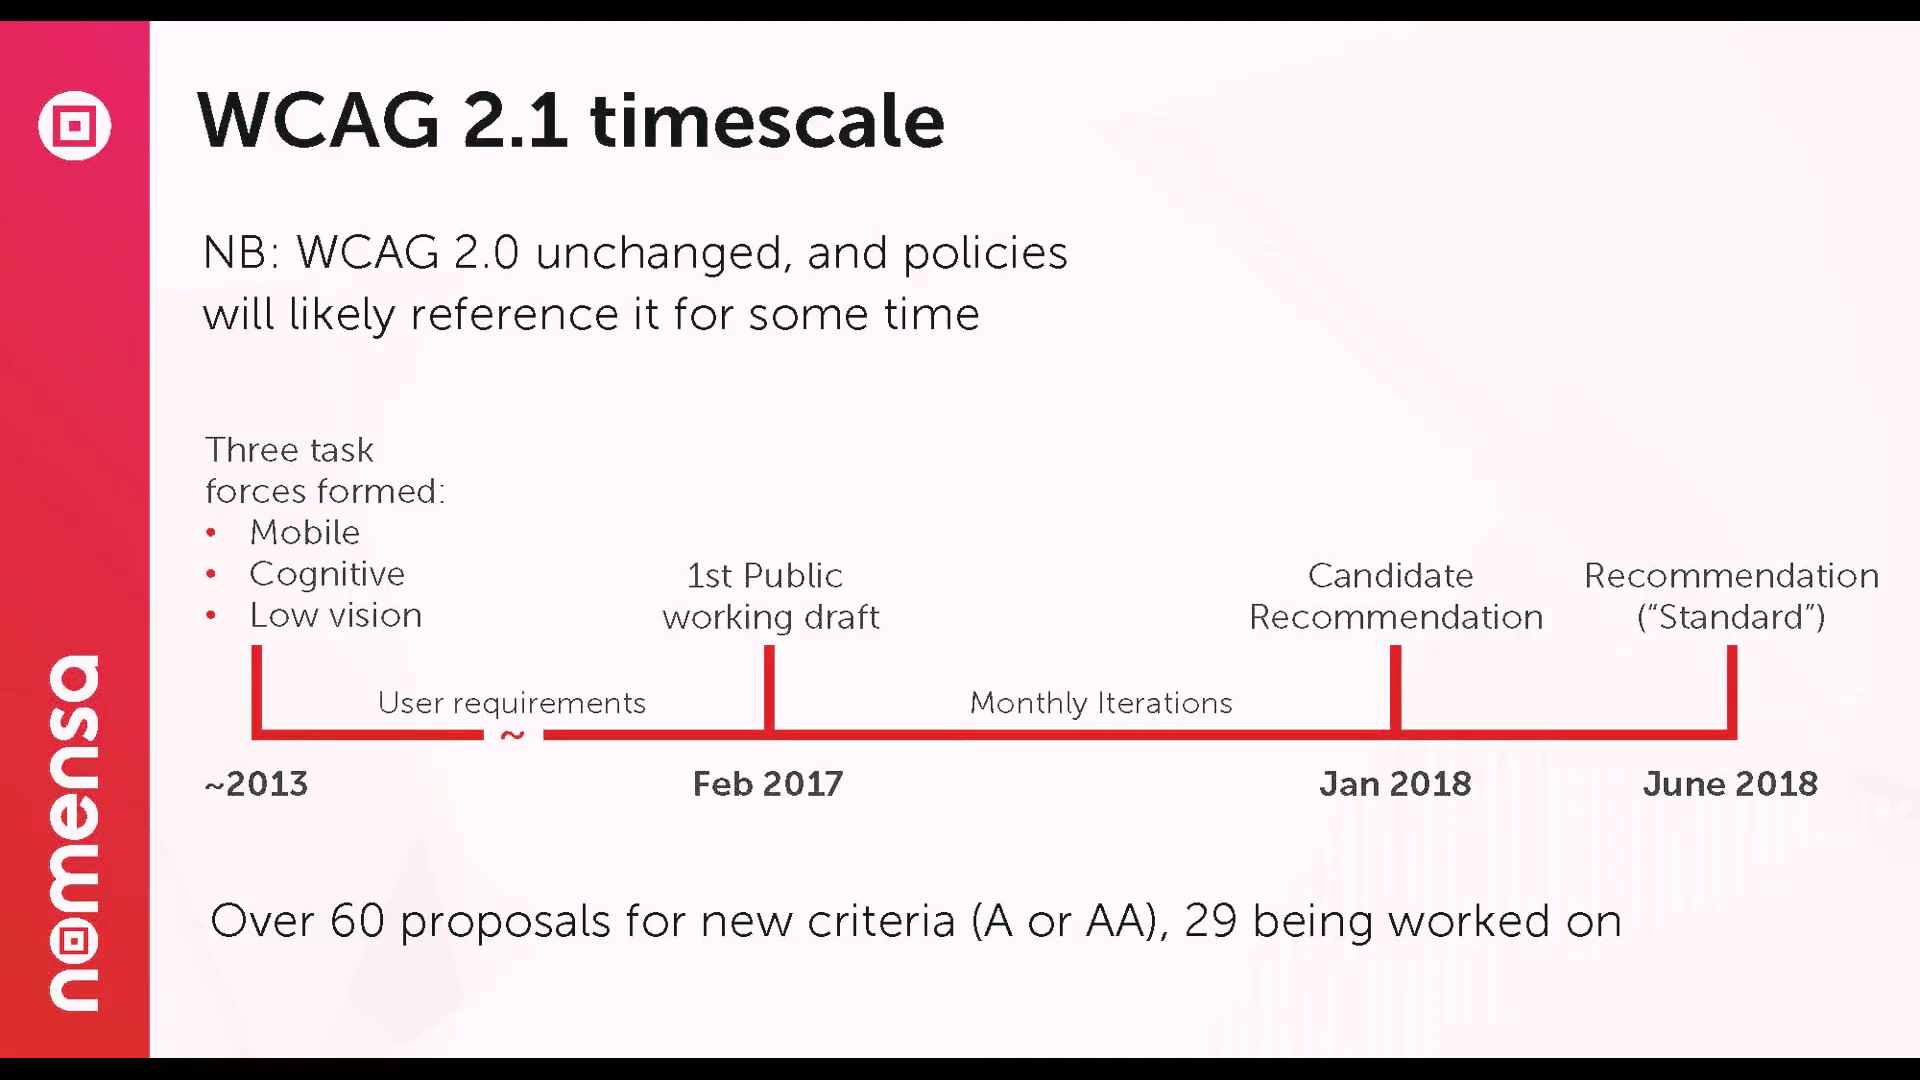 WCAG 2.1 timescale
NB: WCAG 2.0 unchanged, and policies
will likely reference it for some time
Three task
forces formed:
• Mobile
• Cognitive
• Low vision
1st Public
working draft
Candidate
Recommendation
Recommendation
(“Standard”)
User requirements
~
Monthly Iterations
~2013
Feb 2017
Jan 2018
June 2018
Over 60 proposals for new criteria (A or AA), 29 being worked on
nomensa